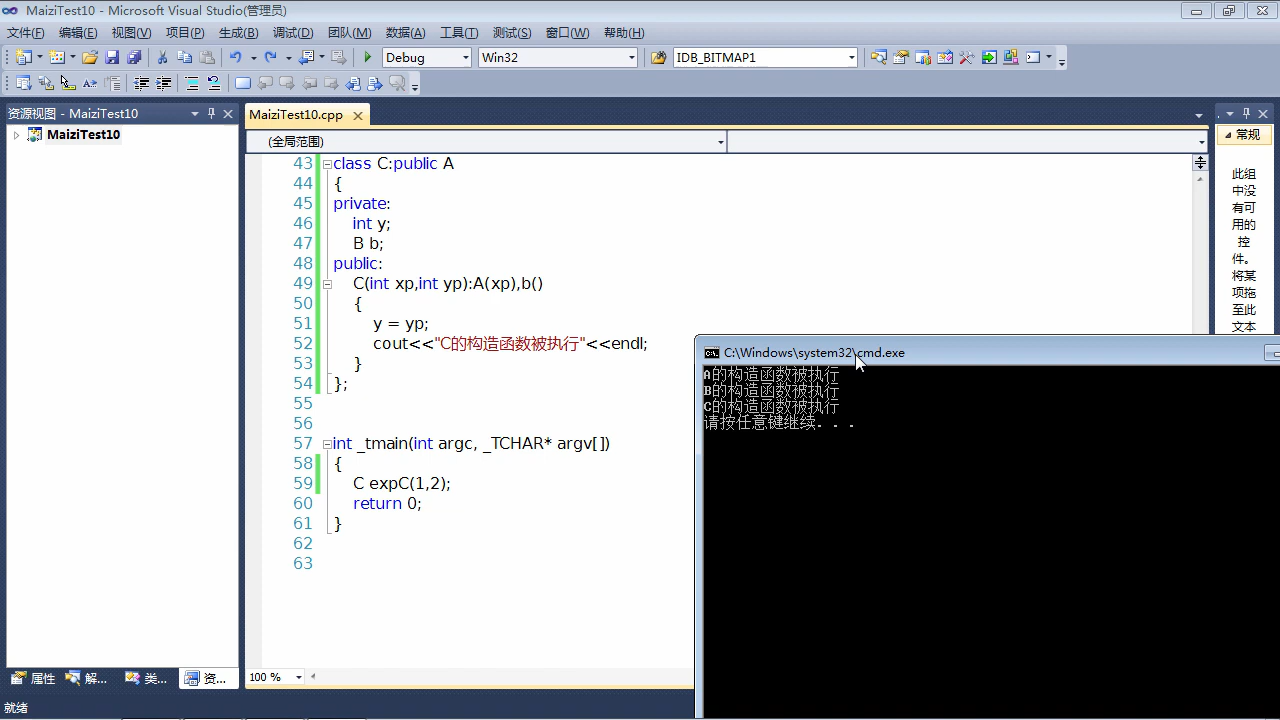 MaiziTest10 - Microsoft Visual Studio(管理员)
文件(F) 编辑(E) 视图(V) 项目(P) 生成(B) 调试(D) 团队(M) 数据(A) 工具(T) 测试(S) 窗口(W) 帮助(H)
Debug Win32 IDB_BITMAP1
资源视图 - MaiziTest10
MaiziTest10
MaiziTest10.cpp
(全局范围)
43 class C:public A
44 {
45 private:
46 int y;
47 B b;
48 public:
49 C(int xp,int yp):A(xp),b()
50 {
51 y = yp;
52 cout<<"C的构造函数被执行"<<endl;
53 }
54 };
55
56
57 int _tmain(int argc, _TCHAR* argv[])
58 {
59 C expC(1,2);
60 return 0;
61 }
62
63
100 %
常规
此组
中没
有可
用的
控
件。
将某
项拖
至此
文本
C:\Windows\system32\cmd.exe
A的构造函数被执行
B的构造函数被执行
C的构造函数被执行
请按任意键继续. . .
属性 解... 类... 资...
就绪